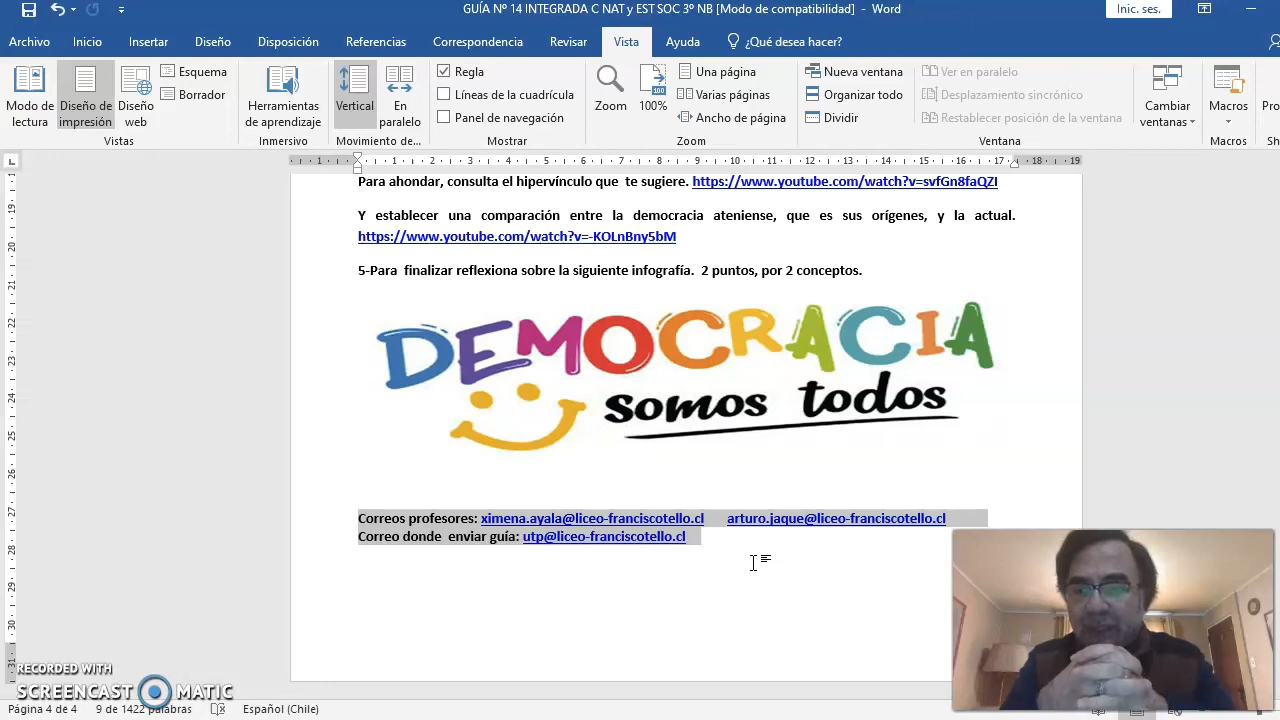 GUÍA Nº 14 INTEGRADA C NAT y EST SOC 3º NB [Modo de compatibilidad] - Word
Inic. ses.
Archivo Inicio Insertar Diseño Disposición Referencias Correspondencia Revisar Vista Ayuda ¿Qué desea hacer?
Modo de lectura
Diseño de impresión
Diseño web
Esquema
Borrador
Vistas
Herramientas de aprendizaje
Inmersivo
Vertical
En paralelo
Movimiento de...
Regla
Líneas de la cuadrícula
Panel de navegación
Mostrar
Zoom
100%
Una página
Varias páginas
Ancho de página
Zoom
Nueva ventana
Organizar todo
Dividir
Ver en paralelo
Desplazamiento sincrónico
Restablecer posición de la ventana
Cambiar ventanas
Ventana
Macros
Macros
Para ahondar, consulta el hipervínculo que te sugiere. https://www.youtube.com/watch?v=svfGn8faQZI
Y establecer una comparación entre la democracia ateniense, que es sus orígenes, y la actual.
https://www.youtube.com/watch?v=-KOLnBny5bM
5-Para finalizar reflexiona sobre la siguiente infografía. 2 puntos, por 2 conceptos.
DEMOCRACIA
somos todos
Correos profesores: ximena.ayala@liceo-franciscotello.cl arturo.jaque@liceo-franciscotello.cl
Correo donde enviar guía: utp@liceo-franciscotello.cl
RECORDED WITH
SCREENCAST MATIC
Página 4 de 4 9 de 1422 palabras Español (Chile)